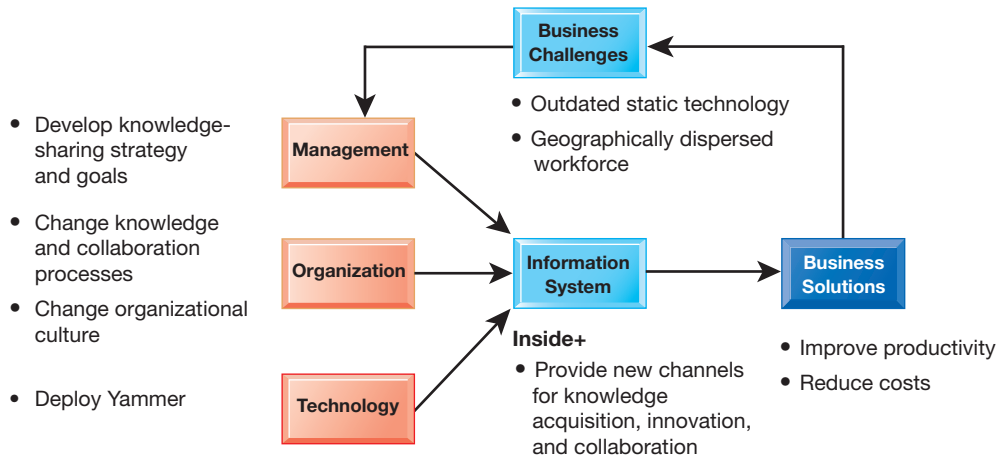 Business
Challenges
• Outdated static technology
• Geographically dispersed
workforce
• Develop knowledge-
sharing strategy
and goals
Management
• Change knowledge
and collaboration
processes
• Change organizational
culture
Organization
Information
System
Business
Solutions
Inside+
• Provide new channels
for knowledge
acquisition, innovation,
and collaboration
• Improve productivity
• Reduce costs
• Deploy Yammer
Technology